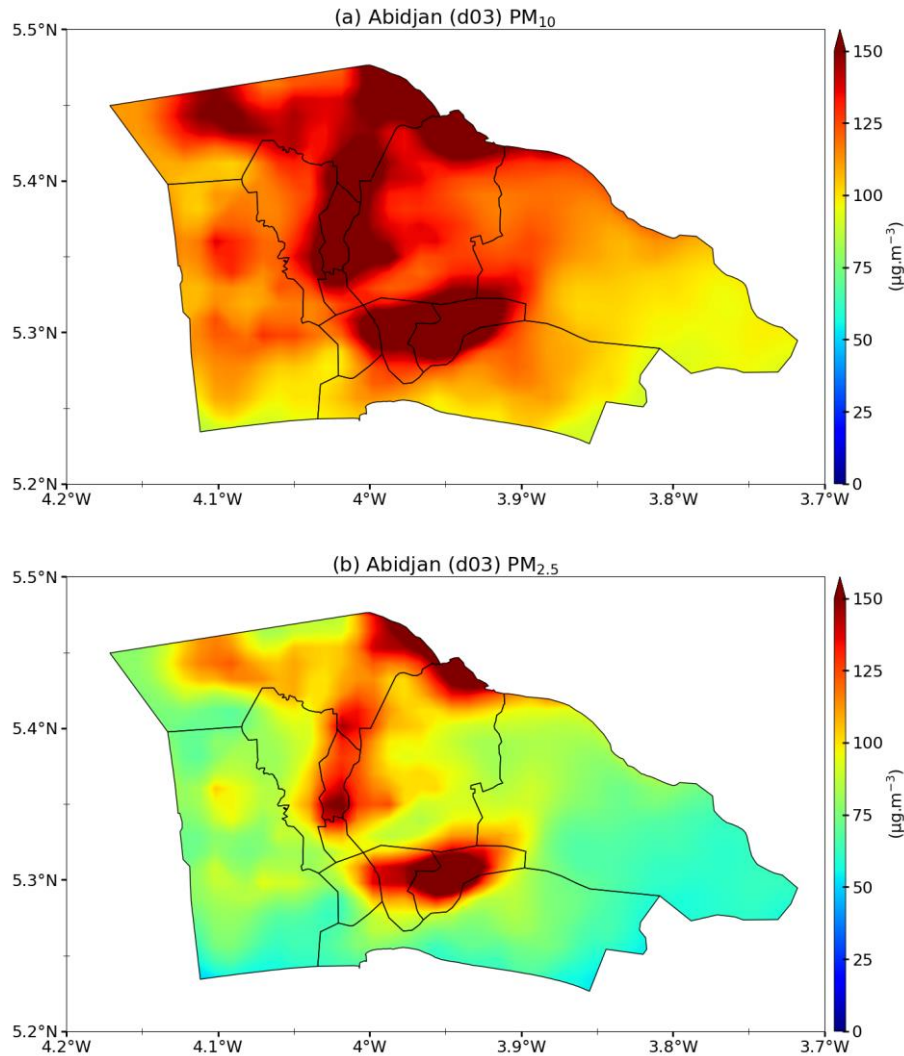 (a) Abidjan (d03) PM₁₀
5.5°N
5.4°N
5.3°N
5.2°N
4.2°W 4.1°W 4°W 3.9°W 3.8°W 3.7°W
150
125
100
75
50
25
0
(µg.m⁻³)
(b) Abidjan (d03) PM₂.₅
5.5°N
5.4°N
5.3°N
5.2°N
4.2°W 4.1°W 4°W 3.9°W 3.8°W 3.7°W
150
125
100
75
50
25
0
(µg.m⁻³)